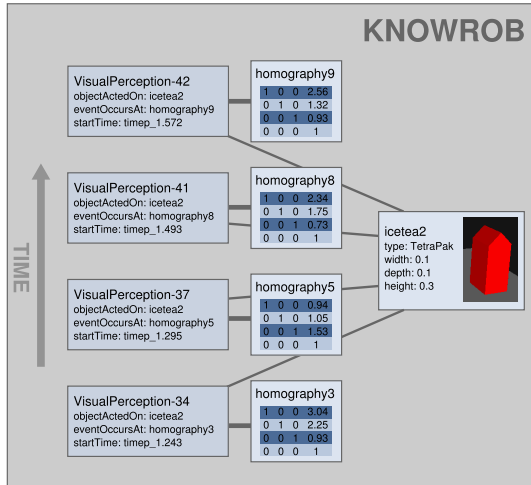 KNOWROB
VisualPerception-42
objectActedOn: icetea2
eventOccursAt: homography9
startTime: timep_1.572
homography9
1 0 0 2.56
0 1 0 1.32
0 0 1 0.93
0 0 0 1
VisualPerception-41
objectActedOn: icetea2
eventOccursAt: homography8
startTime: timep_1.493
homography8
1 0 0 2.34
0 1 0 1.75
0 0 1 0.73
0 0 0 1
icetea2
type: TetraPak
width: 0.1
depth: 0.1
height: 0.3
TIME
VisualPerception-37
objectActedOn: icetea2
eventOccursAt: homography5
startTime: timep_1.295
homography5
1 0 0 0.94
0 1 0 1.05
0 0 1 1.53
0 0 0 1
VisualPerception-34
objectActedOn: icetea2
eventOccursAt: homography3
startTime: timep_1.243
homography3
1 0 0 3.04
0 1 0 2.25
0 0 1 0.93
0 0 0 1